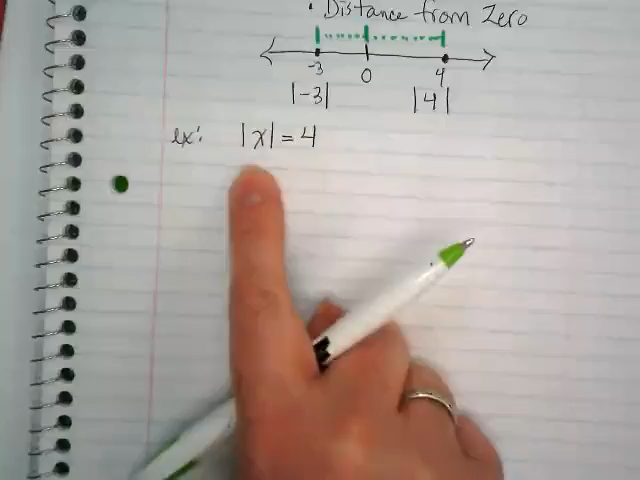 · Distance from Zero
-3 0 4
|-3| |4|
ex: |x| = 4